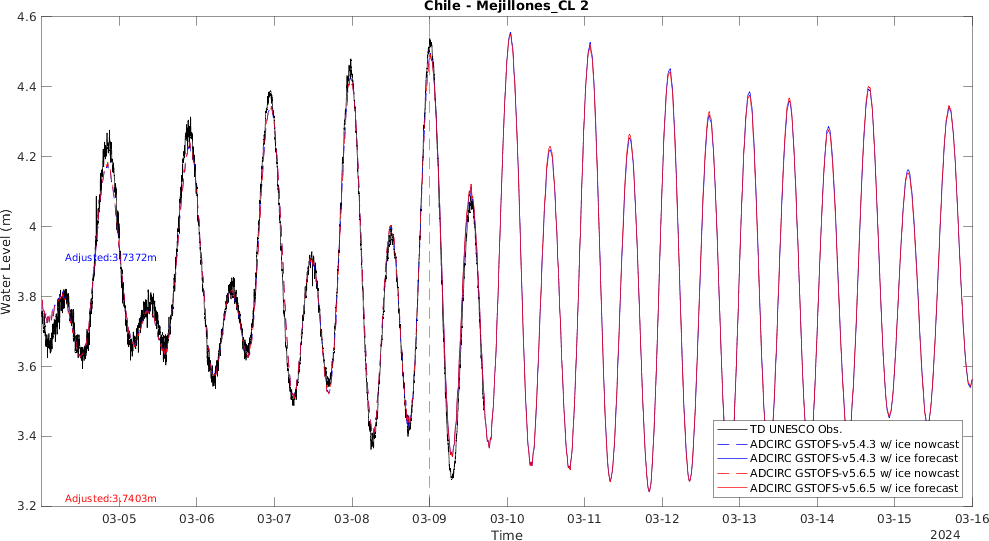 Chile - Mejillones_CL 2
4.6
4.4
4.2
4
3.8
3.6
3.4
3.2
Water Level (m)
Adjusted:3.7372m
Adjusted:3.7403m
TD UNESCO Obs.
ADCIRC GSTOFS-v5.4.3 w/ ice nowcast
ADCIRC GSTOFS-v5.4.3 w/ ice forecast
ADCIRC GSTOFS-v5.6.5 w/ ice nowcast
ADCIRC GSTOFS-v5.6.5 w/ ice forecast
03-05 03-06 03-07 03-08 03-09 03-10 03-11 03-12 03-13 03-14 03-15 03-16
Time
2024